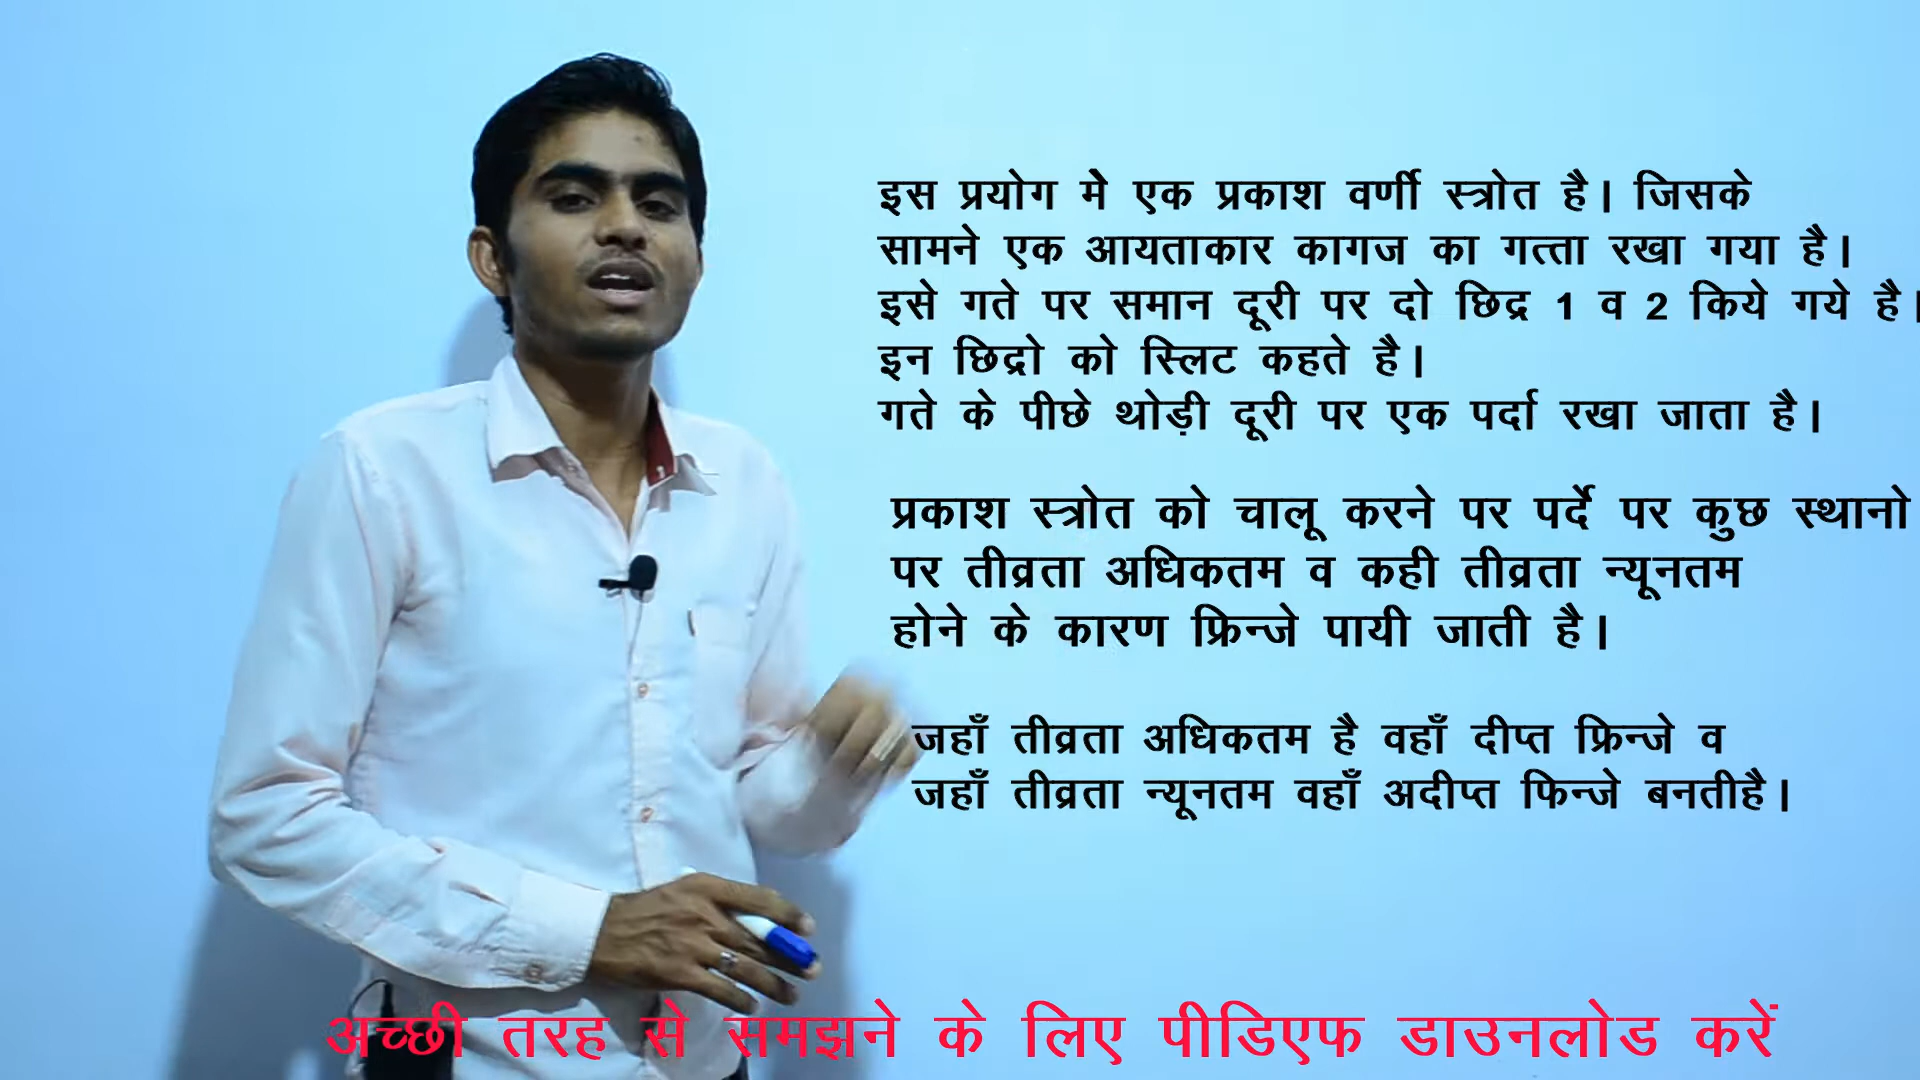 इस प्रयोग मे एक प्रकाश वर्णी स्त्रोत है। जिसके
सामने एक आयताकार कागज का गत्ता रखा गया है।
इसे गते पर समान दूरी पर दो छिद्र 1 व 2 किये गये है।
इन छिद्रो को स्लिट कहते है।
गते के पीछे थोड़ी दूरी पर एक पर्दा रखा जाता है।
प्रकाश स्त्रोत को चालू करने पर पर्दे पर कुछ स्थानो
पर तीव्रता अधिकतम व कही तीव्रता न्यूनतम
होने के कारण फ्रिन्जे पायी जाती है।
जहाँ तीव्रता अधिकतम है वहाँ दीप्त फ्रिन्जे व
जहाँ तीव्रता न्यूनतम वहाँ अदीप्त फिन्जे बनतीहै।
अच्छी तरह से समझने के लिए पीडिएफ डाउनलोड करें